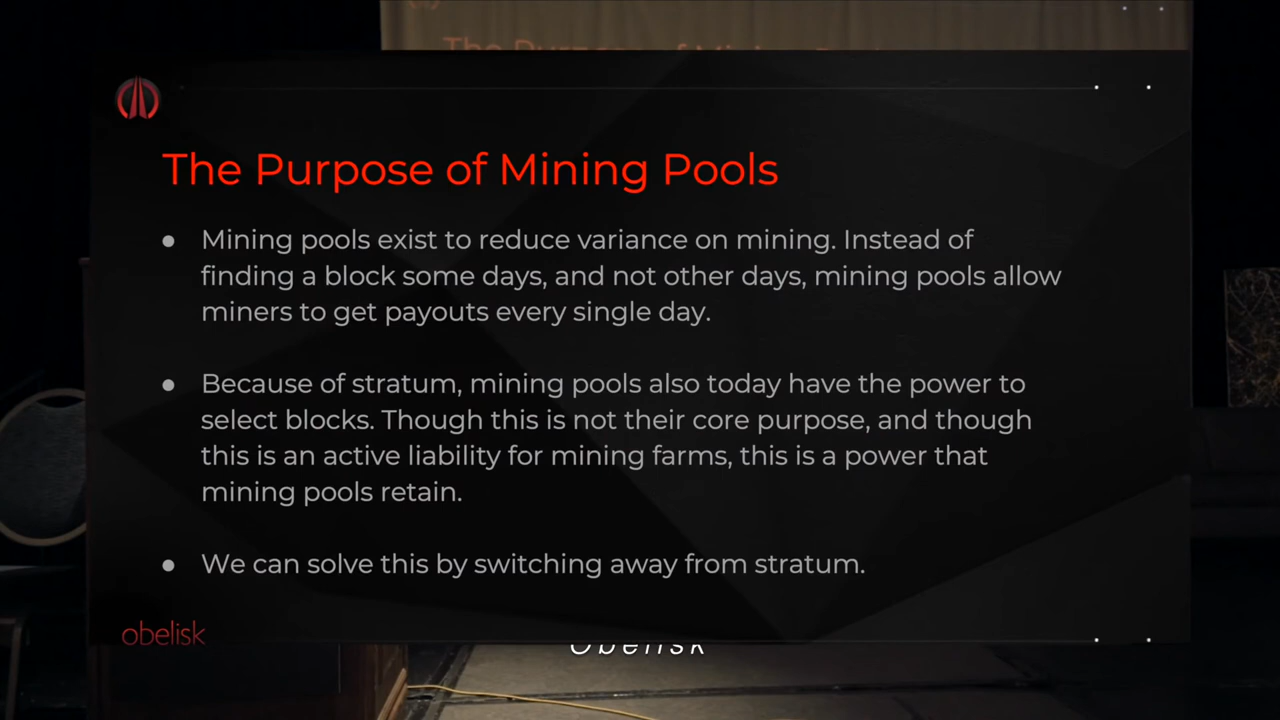 The Purpose of Mining Pools
● Mining pools exist to reduce variance on mining. Instead of
finding a block some days, and not other days, mining pools allow
miners to get payouts every single day.
● Because of stratum, mining pools also today have the power to
select blocks. Though this is not their core purpose, and though
this is an active liability for mining farms, this is a power that
mining pools retain.
● We can solve this by switching away from stratum.
obelisk
Obelisk